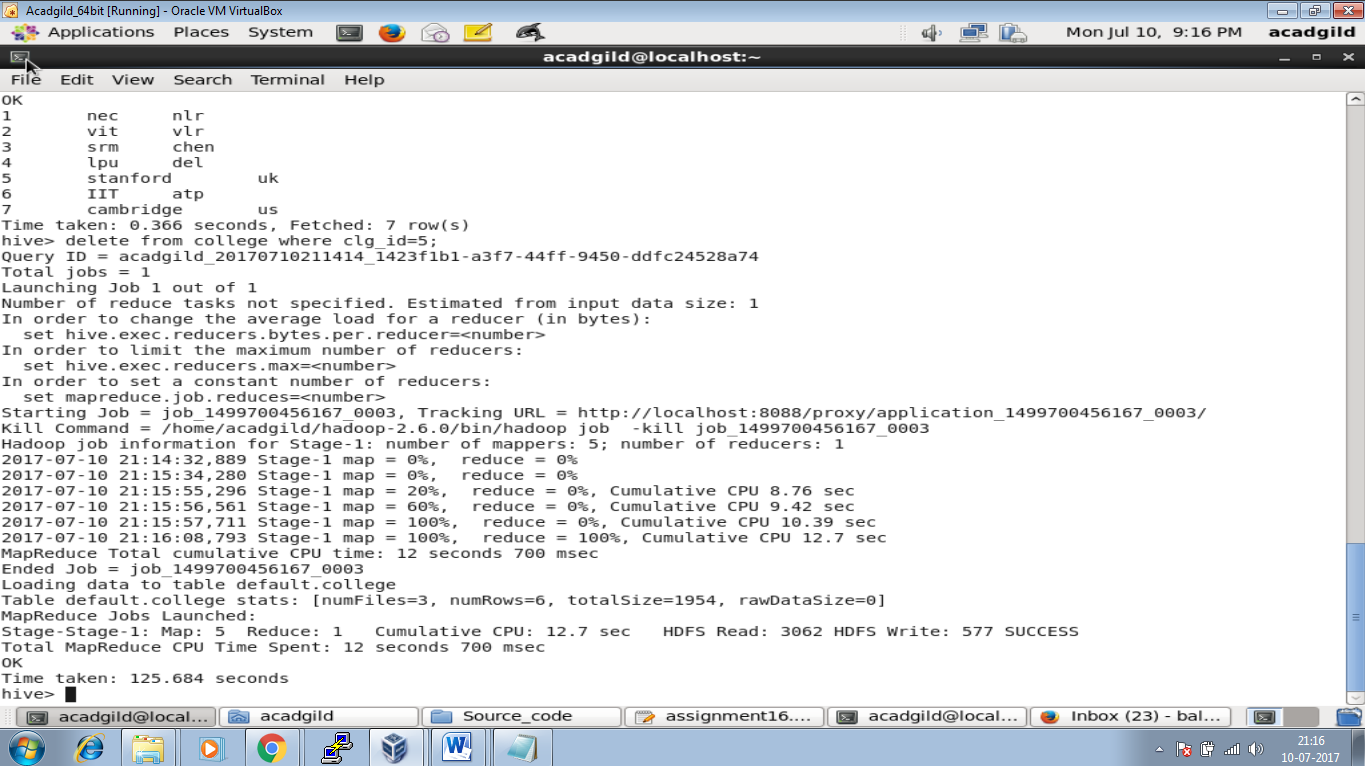 Acadgild_64bit [Running] - Oracle VM VirtualBox
Applications Places System Mon Jul 10, 9:16 PM acadgild
acadgild@localhost:~
File Edit View Search Terminal Help
OK
1 nec nlr
2 vit vlr
3 srm chen
4 lpu del
5 stanford uk
6 IIT atp
7 cambridge us
Time taken: 0.366 seconds, Fetched: 7 row(s)
hive> delete from college where clg_id=5;
Query ID = acadgild_20170710211414_1423f1b1-a3f7-44ff-9450-ddfc24528a74
Total jobs = 1
Launching Job 1 out of 1
Number of reduce tasks not specified. Estimated from input data size: 1
In order to change the average load for a reducer (in bytes):
  set hive.exec.reducers.bytes.per.reducer=<number>
In order to limit the maximum number of reducers:
  set hive.exec.reducers.max=<number>
In order to set a constant number of reducers:
  set mapreduce.job.reduces=<number>
Starting Job = job_1499700456167_0003, Tracking URL = http://localhost:8088/proxy/application_1499700456167_0003/
Kill Command = /home/acadgild/hadoop-2.6.0/bin/hadoop job  -kill job_1499700456167_0003
Hadoop job information for Stage-1: number of mappers: 5; number of reducers: 1
2017-07-10 21:14:32,889 Stage-1 map = 0%,  reduce = 0%
2017-07-10 21:15:34,280 Stage-1 map = 0%,  reduce = 0%
2017-07-10 21:15:55,296 Stage-1 map = 20%,  reduce = 0%, Cumulative CPU 8.76 sec
2017-07-10 21:15:56,561 Stage-1 map = 60%,  reduce = 0%, Cumulative CPU 9.42 sec
2017-07-10 21:15:57,711 Stage-1 map = 100%,  reduce = 0%, Cumulative CPU 10.39 sec
2017-07-10 21:16:08,793 Stage-1 map = 100%,  reduce = 100%, Cumulative CPU 12.7 sec
MapReduce Total cumulative CPU time: 12 seconds 700 msec
Ended Job = job_1499700456167_0003
Loading data to table default.college
Table default.college stats: [numFiles=3, numRows=6, totalSize=1954, rawDataSize=0]
MapReduce Jobs Launched:
Stage-Stage-1: Map: 5  Reduce: 1   Cumulative CPU: 12.7 sec   HDFS Read: 3062 HDFS Write: 577 SUCCESS
Total MapReduce CPU Time Spent: 12 seconds 700 msec
OK
Time taken: 125.684 seconds
hive>
acadgild@local... acadgild Source_code assignment16.... acadgild@local... Inbox (23) - bal...
21:16
10-07-2017